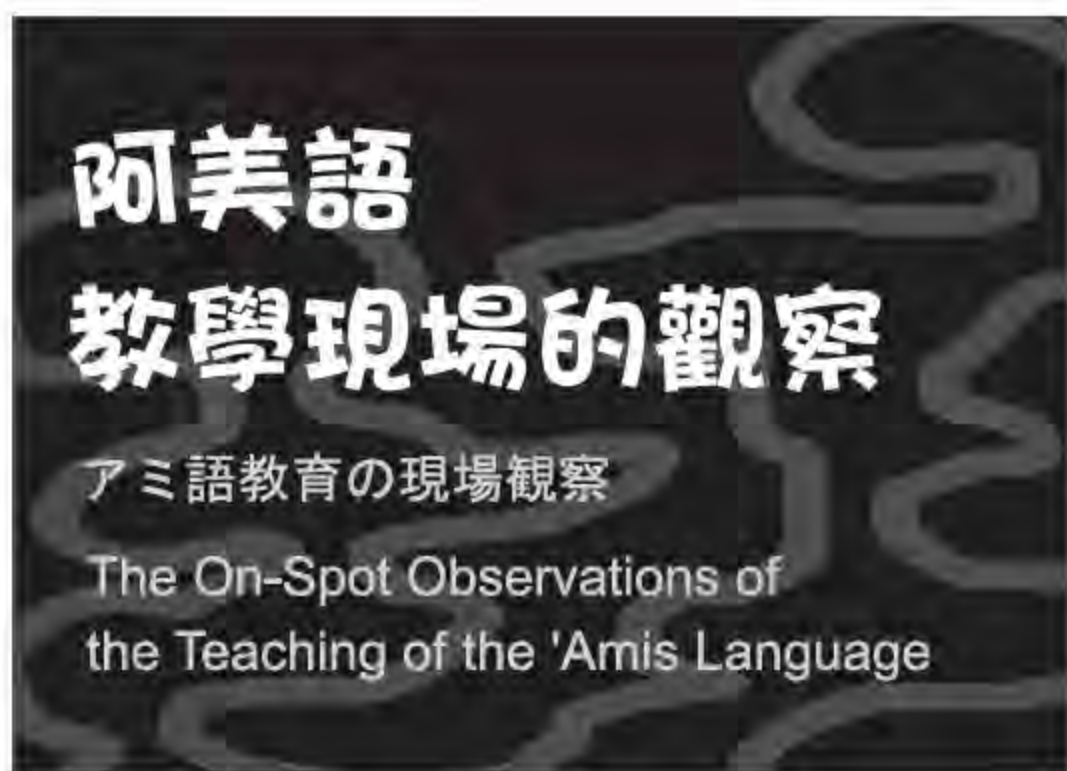 阿美語
教學現場的觀察
アミ語教育の現場観察
The On-Spot Observations of
the Teaching of the 'Amis Language